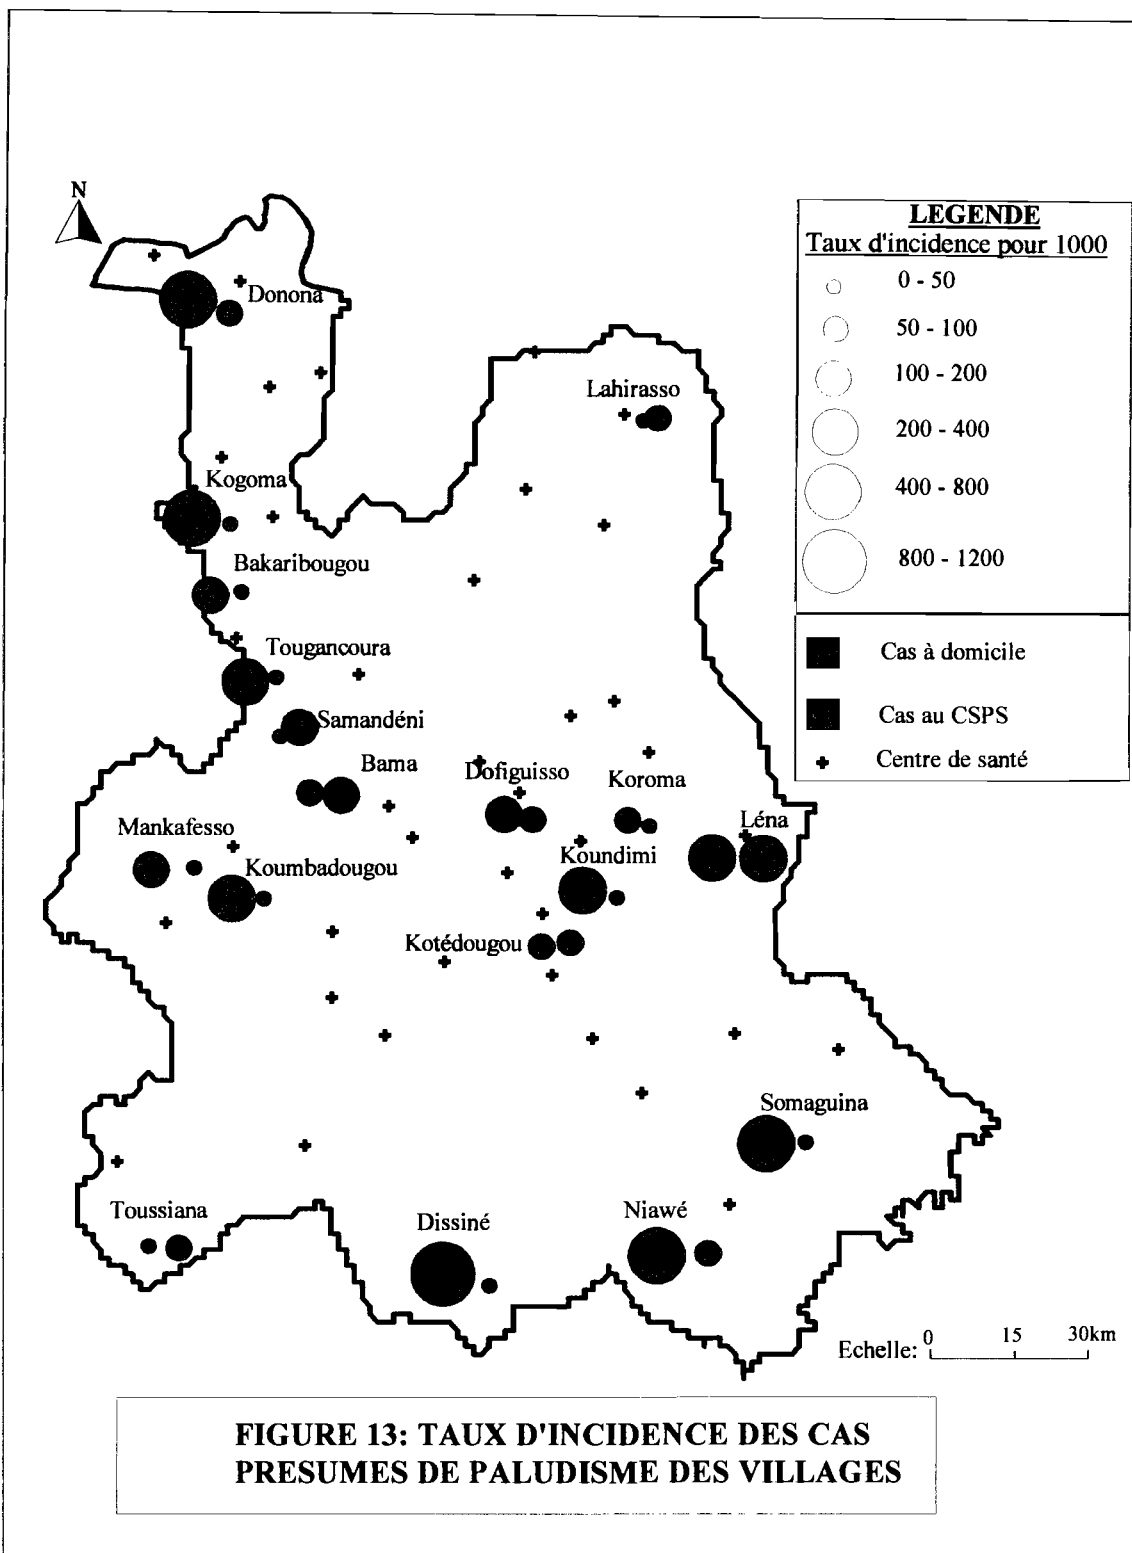 N
LEGENDE
Taux d'incidence pour 1000
0 - 50
50 - 100
100 - 200
200 - 400
400 - 800
800 - 1200
Cas à domicile
Cas au CSPS
Centre de santé
Donona
Lahirasso
Kogoma
Bakaribougou
Tougancoura
Samandéni
Bama
Dofiguisso
Koroma
Léna
Mankafesso
Koumbadougou
Koundimi
Kotédougou
Somaguina
Toussiana
Dissiné
Niawé
Echelle: 0 15 30km
FIGURE 13: TAUX D'INCIDENCE DES CAS
PRESUMES DE PALUDISME DES VILLAGES